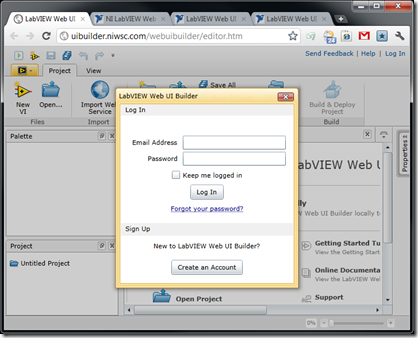 LabVIEW Web UI
NI LabVIEW Web
LabVIEW Web UI
LabVIEW Web UI
uibuilder.niwsc.com/webuibuilder/editor.htm
Send Feedback | Help | Log In
Project View
New VI
Open...
Import Web Service
Save All
Build & Deploy Project
Files
Import
Build
Palette
Properties
LabVIEW Web UI Builder
Log In
Email Address
Password
Keep me logged in
Log In
Forgot your password?
Sign Up
New to LabVIEW Web UI Builder?
Create an Account
abVIEW Web U
lly
Web UI Builder locally t
Getting Started Tu
View the Getting Started
Online Documenta
View the LabVIEW Web
Support
Open Project
Project
Untitled Project
0%